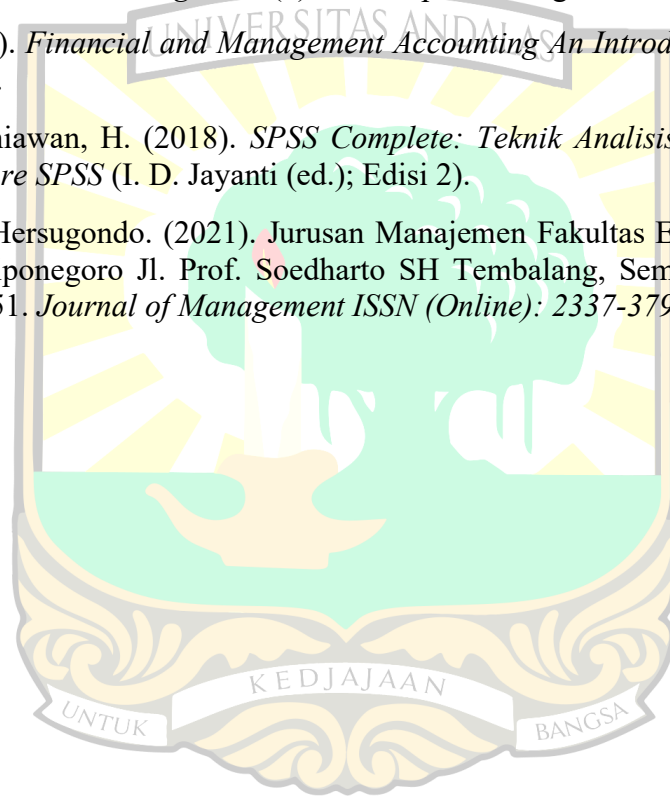 UNIVERSITAS ANDALAS
). Financial and Management Accounting An Introd
.
iawan, H. (2018). SPSS Complete: Teknik Analisis
re SPSS (I. D. Jayanti (ed.); Edisi 2).
Hersugondo. (2021). Jurusan Manajemen Fakultas E
ponegoro Jl. Prof. Soedharto SH Tembalang, Sem
51. Journal of Management ISSN (Online): 2337-379
KEDJAJAAN
UNTUK
BANGSA